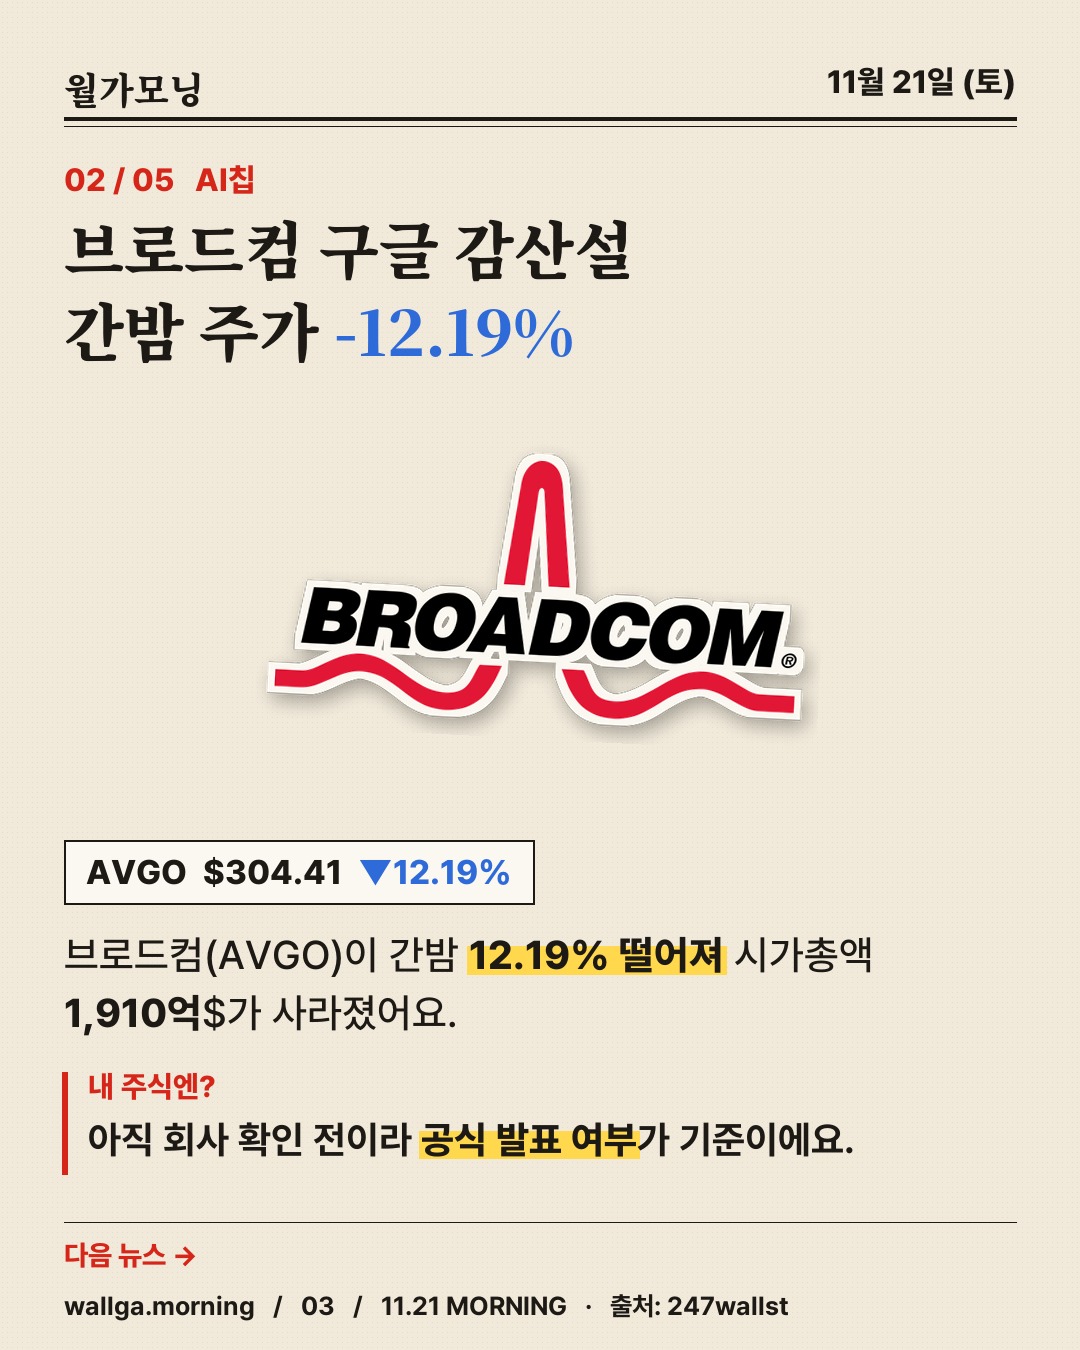 월가모닝
11월 21일 (토)
02 / 05 AI칩
브로드컴 구글 감산설
간밤 주가 -12.19%
BROADCOM®
AVGO $304.41 ▼12.19%
브로드컴(AVGO)이 간밤 12.19% 떨어져 시가총액
1,910억$가 사라졌어요.
내 주식엔?
아직 회사 확인 전이라 공식 발표 여부가 기준이에요.
다음 뉴스 →
wallga.morning / 03 / 11.21 MORNING · 출처: 247wallst